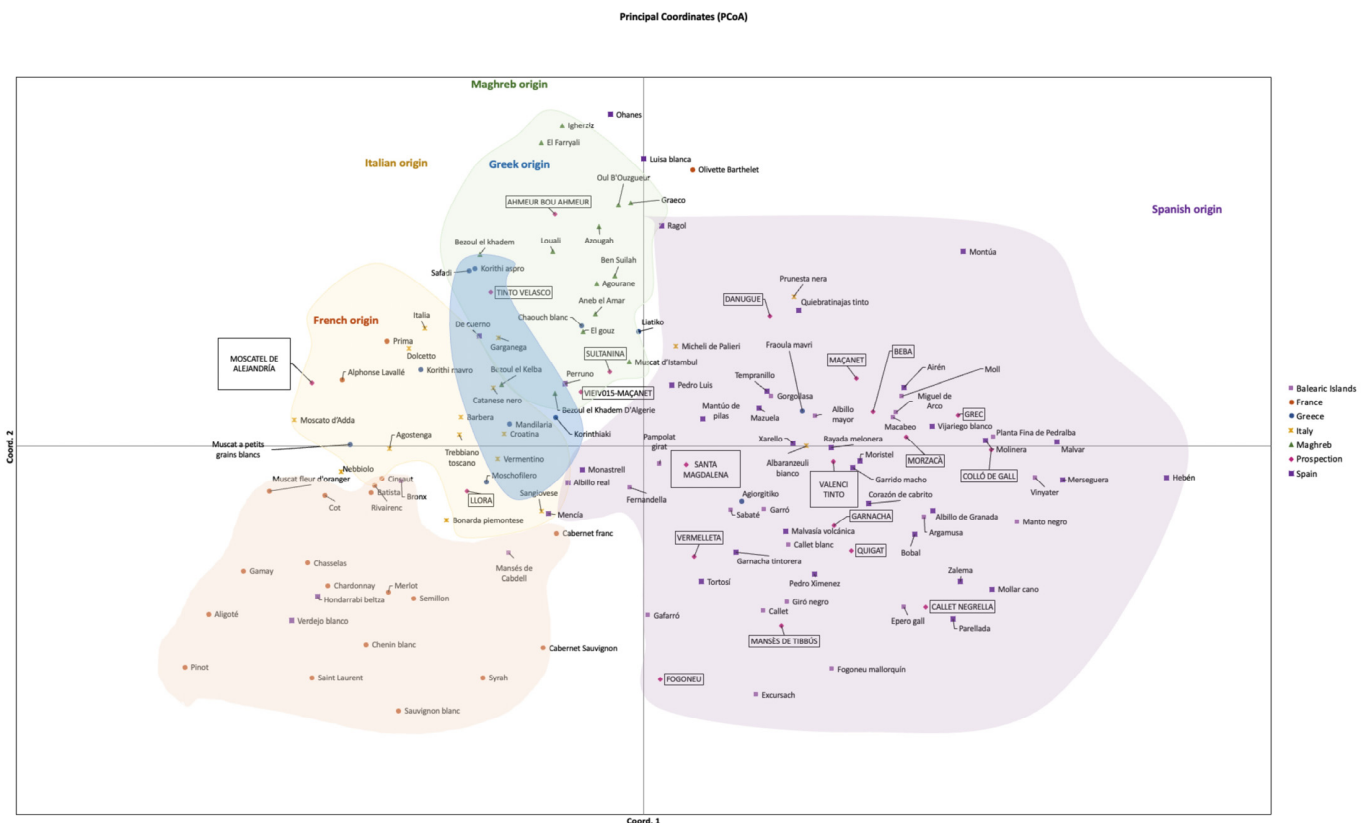 Principal Coordinates (PCoA)
Maghreb origin
Ohanes
Igherziz
El Farryali
Italian origin
Greek origin
Luisa blanca
Olivette Barthelet
Oul B'Ouzgueur
AHMEUR BOU AHMEUR
Graeco
Spanish origin
Ragol
Bezoul el khadem
Louali
Azougah
Montúa
Ben Suilah
Safadi
Korithi aspro
Agourane
Prunesta nera
TINTO VELASCO
DANUGUE
Quiebratinajas tinto
Aneb el Amar
French origin
Italia
De cuerno
Chaouch blanc
Liatiko
El gouz
Prima
Garganega
Dolcetto
Micheli de Palieri
Fraoula mavri
BEBA
MOSCATEL DE
ALEJANDRÍA
SULTANINA
Muscat d'Istambul
MAÇANET
Korithi mavro
Bezoul el Kelba
Airén
Moll
Alphonse Lavallé
Perruno
Pedro Luis
Tempranillo
Gorgollasa
Miguel de
Arco
VIEIV015-MAÇANET
Catanese nero
Bezoul el Khadem D'Algerie
Mantúo de
pilas
Mazuela
Albillo
mayor
Macabeo
GREC
Moscato d'Adda
Barbera
Mandilaria
Korinthiaki
Vijariego blanco
Planta Fina de Pedralba
Agostenga
Croatina
Pampolat
girat
Xarello
Rayada melonera
Malvar
Muscat a petits
grains blancs
Trebbiano
toscano
Vermentino
Albaranzeuli
bianco
Moristel
MORZACÀ
Molinera
Nebbiolo
Monastrell
SANTA
MAGDALENA
VALENCI
TINTO
Garrido macho
COLLÓ DE GALL
Muscat fleur d'oranger
Cinsaut
Moschofilero
Albillo real
Hebén
Batista
Bronx
Fernandella
Agiorgitiko
Corazón de cabrito
Vinyater
Merseguera
Cot
Rivairenc
LLORA
Sangiovese
Sabaté
Garró
GARNACHA
Albillo de Granada
Manto negro
Bonarda piemontese
Mencía
Cabernet franc
VERMELLETA
Malvasía volcánica
Argamusa
Bobal
Callet blanc
QUIGAT
Chasselas
Mansés de
Cabdell
Garnacha tintorera
Gamay
Chardonnay
Merlot
Tortosí
Pedro Ximenez
Zalema
Hondarrabi beltza
Semillon
Mollar cano
Giró negro
CALLET NEGRELLA
Aligoté
Verdejo blanco
Gafarró
Callet
Epero gall
Parellada
MANSÈS DE TIBBÚS
Chenin blanc
Cabernet Sauvignon
Pinot
Fogoneu mallorquín
Saint Laurent
Syrah
FOGONEU
Excursach
Sauvignon blanc
Balearic Islands
France
Greece
Italy
Maghreb
Prospection
Spain
Coord. 2
Coord. 1